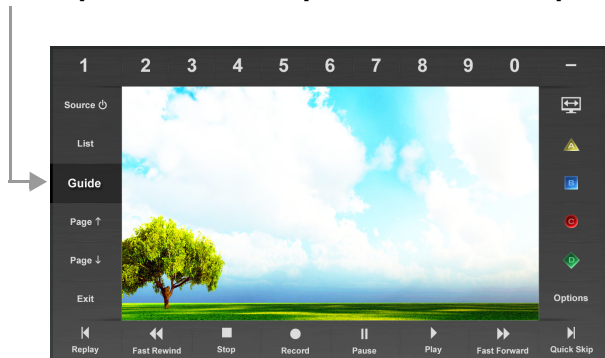 1 2 3 4 5 6 7 8 9 0 –
Source
List
A
Guide
B
Page ↑
C
Page ↓
D
Exit
Options
Replay Fast Rewind Stop Record Pause Play Fast Forward Quick Skip